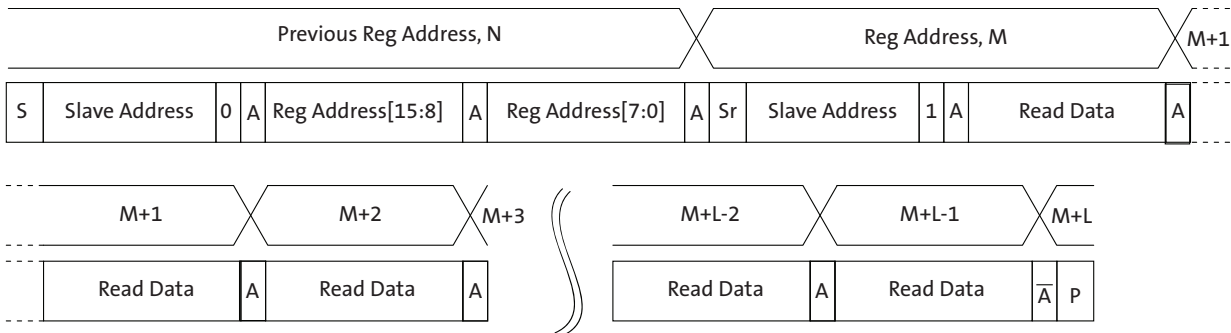 Previous Reg Address, N Reg Address, M M+1
S Slave Address 0 A Reg Address[15:8] A Reg Address[7:0] A Sr Slave Address 1 A Read Data A
M+1 M+2 M+3 M+L-2 M+L-1 M+L
Read Data A Read Data A Read Data A Read Data A̅ P